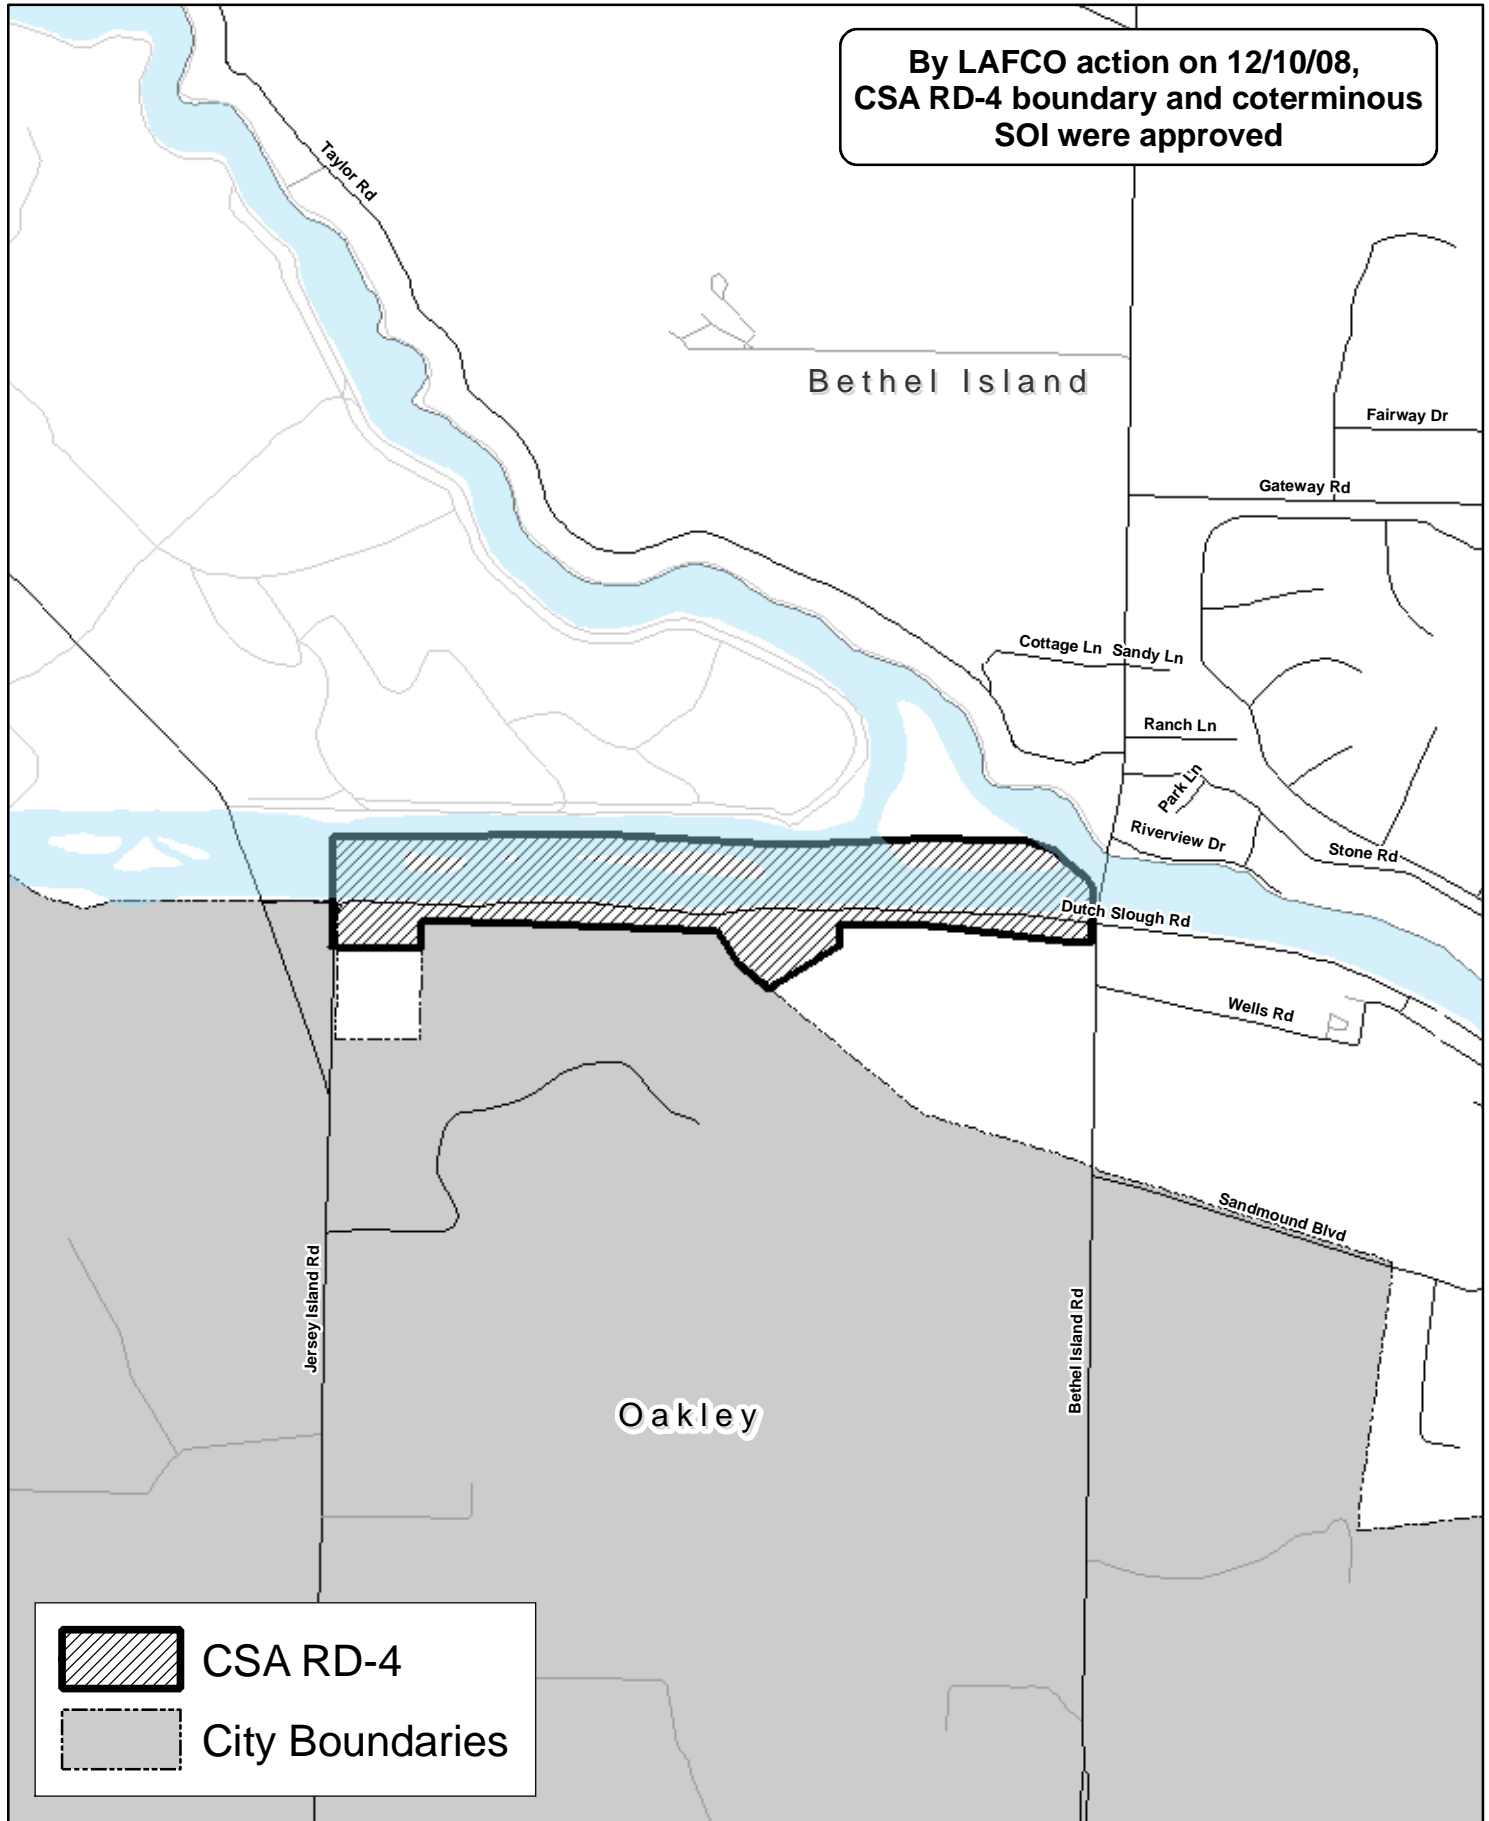 By LAFCO action on 12/10/08,
CSA RD-4 boundary and coterminous
SOI were approved
Taylor Rd
Bethel Island
Fairway Dr
Gateway Rd
Cottage Ln
Sandy Ln
Ranch Ln
Park Ln
Riverview Dr
Stone Rd
Dutch Slough Rd
Wells Rd
Sandmound Blvd
Jersey Island Rd
Bethel Island Rd
Oakley
CSA RD-4
City Boundaries